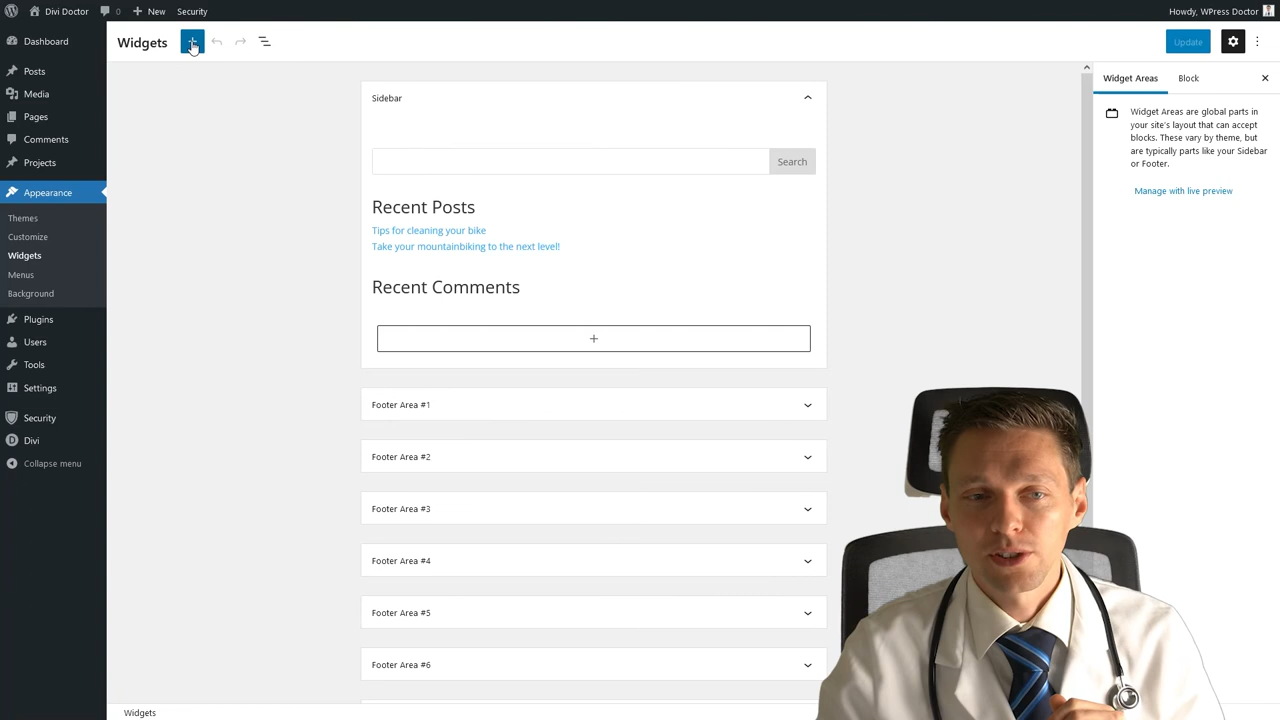 Divi Doctor
0
New
Security
Howdy, WPress Doctor
Dashboard
Posts
Media
Pages
Comments
Projects
Appearance
Themes
Customize
Widgets
Menus
Background
Plugins
Users
Tools
Settings
Security
Divi
Collapse menu
Widgets
Update
Sidebar
Search
Recent Posts
Tips for cleaning your bike
Take your mountainbiking to the next level!
Recent Comments
Footer Area #1
Footer Area #2
Footer Area #3
Footer Area #4
Footer Area #5
Footer Area #6
Widget Areas
Block
Widget Areas are global parts in
your site's layout that can accept
blocks. These vary by theme, but
are typically parts like your Sidebar
or Footer.
Manage with live preview
Widgets